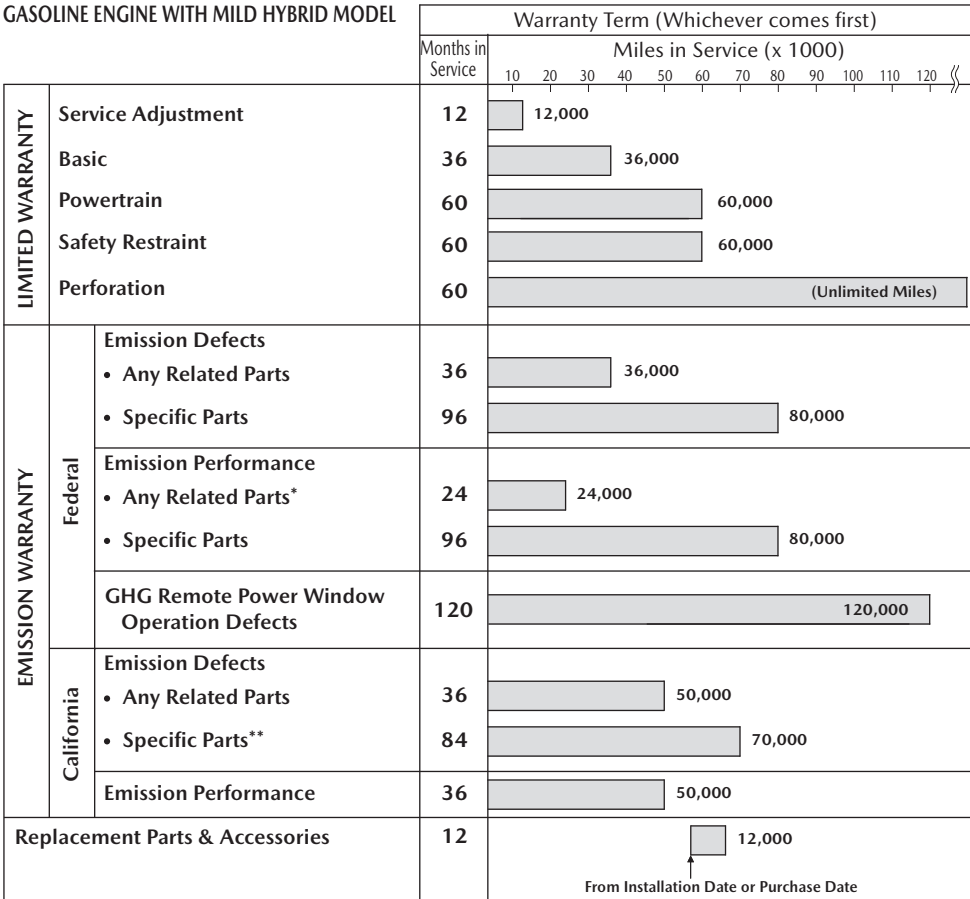 GASOLINE ENGINE WITH MILD HYBRID MODEL
Warranty Term (Whichever comes first)
Months in Service
Miles in Service (x 1000)
10 20 30 40 50 60 70 80 90 100 110 120
LIMITED WARRANTY
Service Adjustment 12 12,000
Basic 36 36,000
Powertrain 60 60,000
Safety Restraint 60 60,000
Perforation 60 (Unlimited Miles)
EMISSION WARRANTY
Federal
Emission Defects
• Any Related Parts 36 36,000
• Specific Parts 96 80,000
Emission Performance
• Any Related Parts* 24 24,000
• Specific Parts 96 80,000
GHG Remote Power Window
Operation Defects 120 120,000
California
Emission Defects
• Any Related Parts 36 50,000
• Specific Parts** 84 70,000
Emission Performance 36 50,000
Replacement Parts & Accessories 12 12,000
From Installation Date or Purchase Date